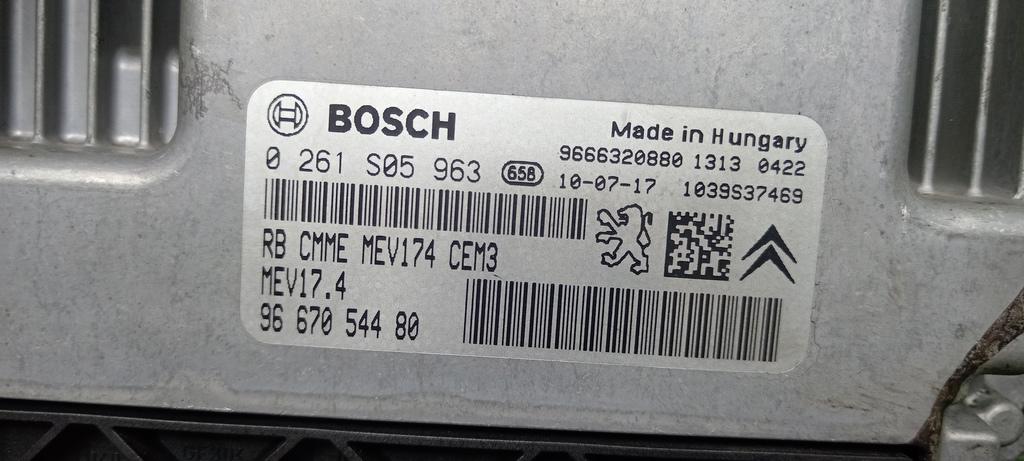 BOSCH
Made in Hungary
0 261 S05 963
658
9666320880 1313 0422
10-07-17 1039S37469
RB CMME MEV174 CEM3
MEV17.4
96 670 544 80